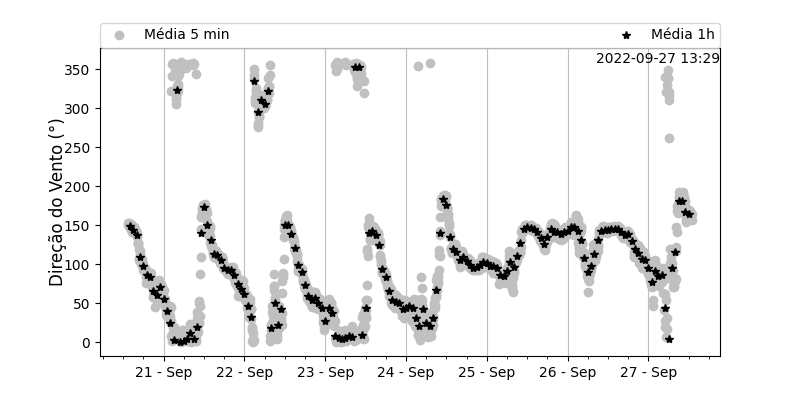 Média 5 min
Média 1h
2022-09-27 13:29
Direção do Vento (°)
350
300
250
200
150
100
50
0
21 - Sep
22 - Sep
23 - Sep
24 - Sep
25 - Sep
26 - Sep
27 - Sep